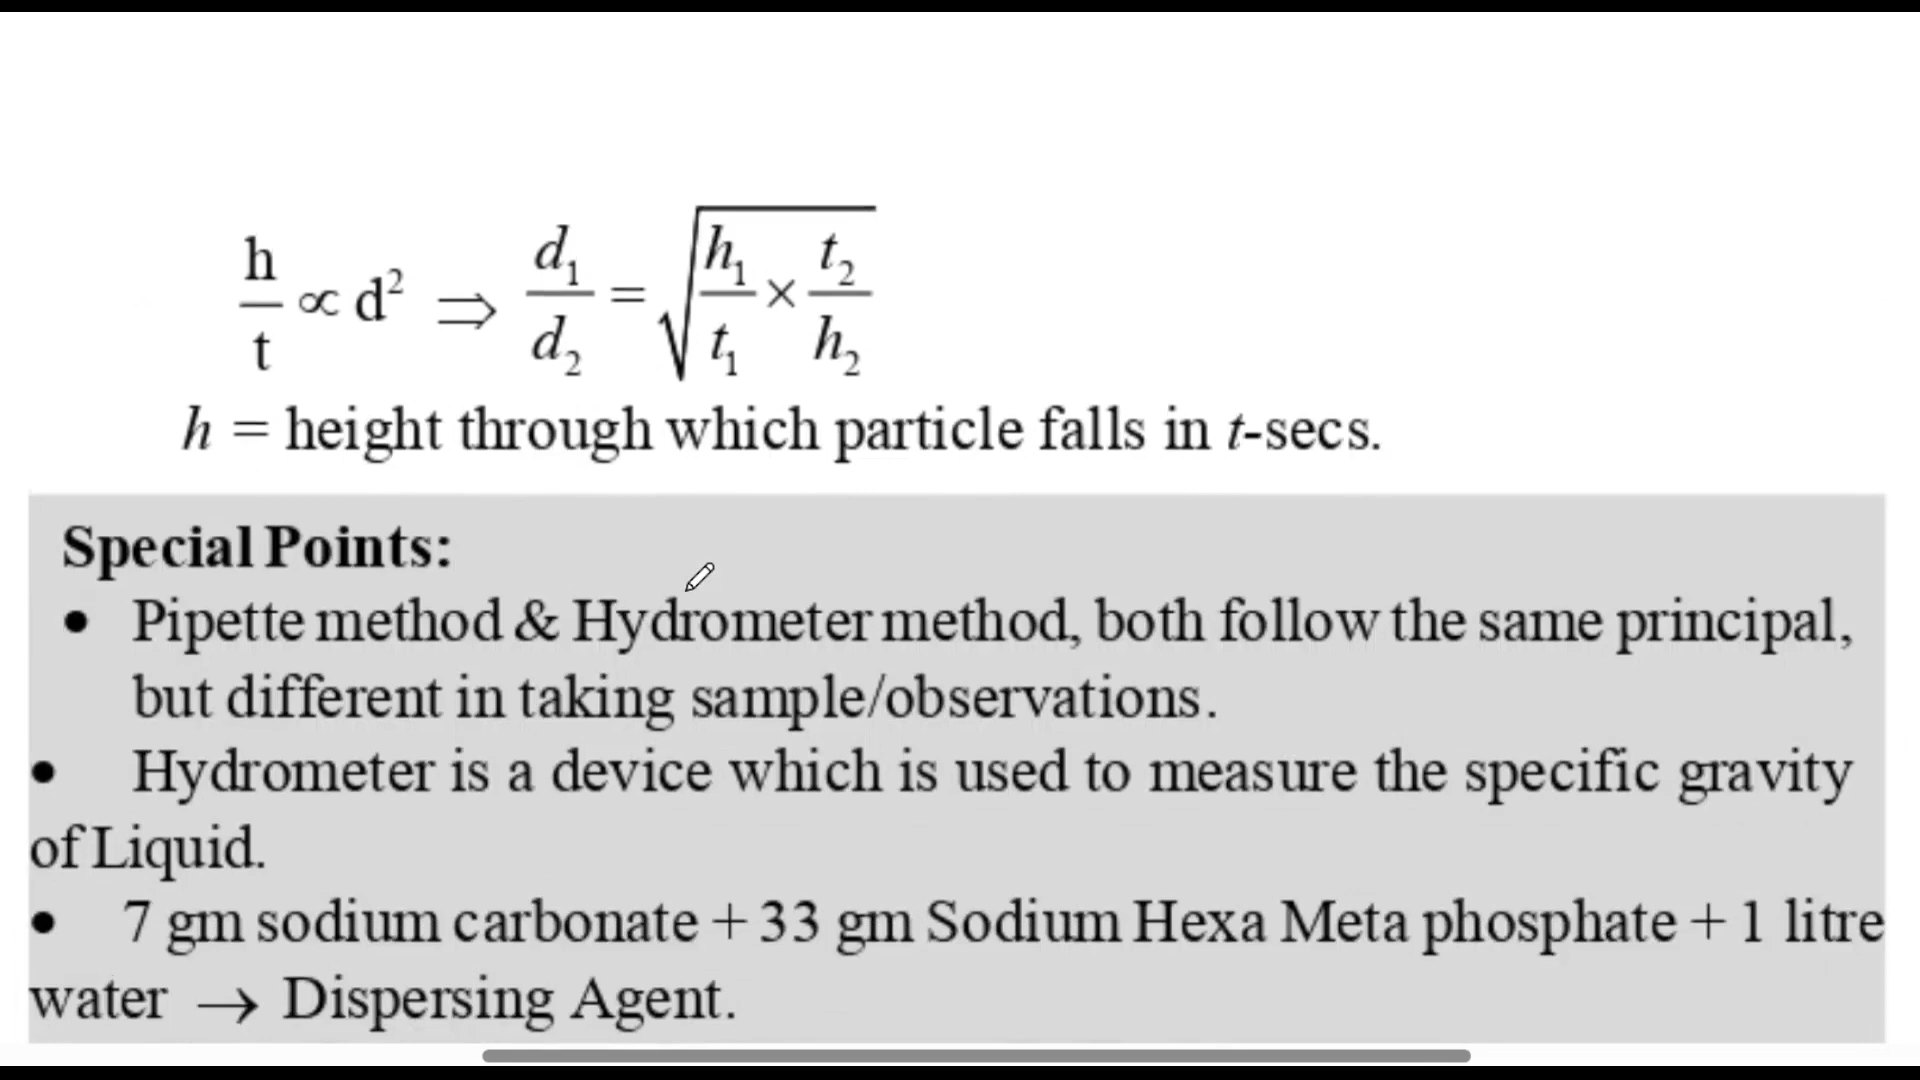 h/t ∝ d² ⇒ d₁/d₂ = √(h₁/t₁ × t₂/h₂)
h = height through which particle falls in t-secs.
Special Points:
• Pipette method & Hydrometer method, both follow the same principal,
but different in taking sample/observations.
• Hydrometer is a device which is used to measure the specific gravity
of Liquid.
• 7 gm sodium carbonate + 33 gm Sodium Hexa Meta phosphate + 1 litre
water → Dispersing Agent.